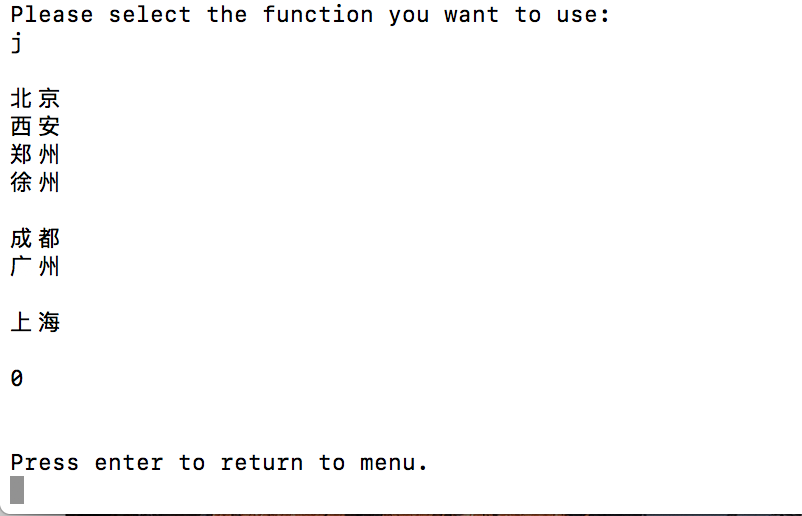 Please select the function you want to use:
j
北京
西安
郑州
徐州
成都
广州
上海
0
Press enter to return to menu.